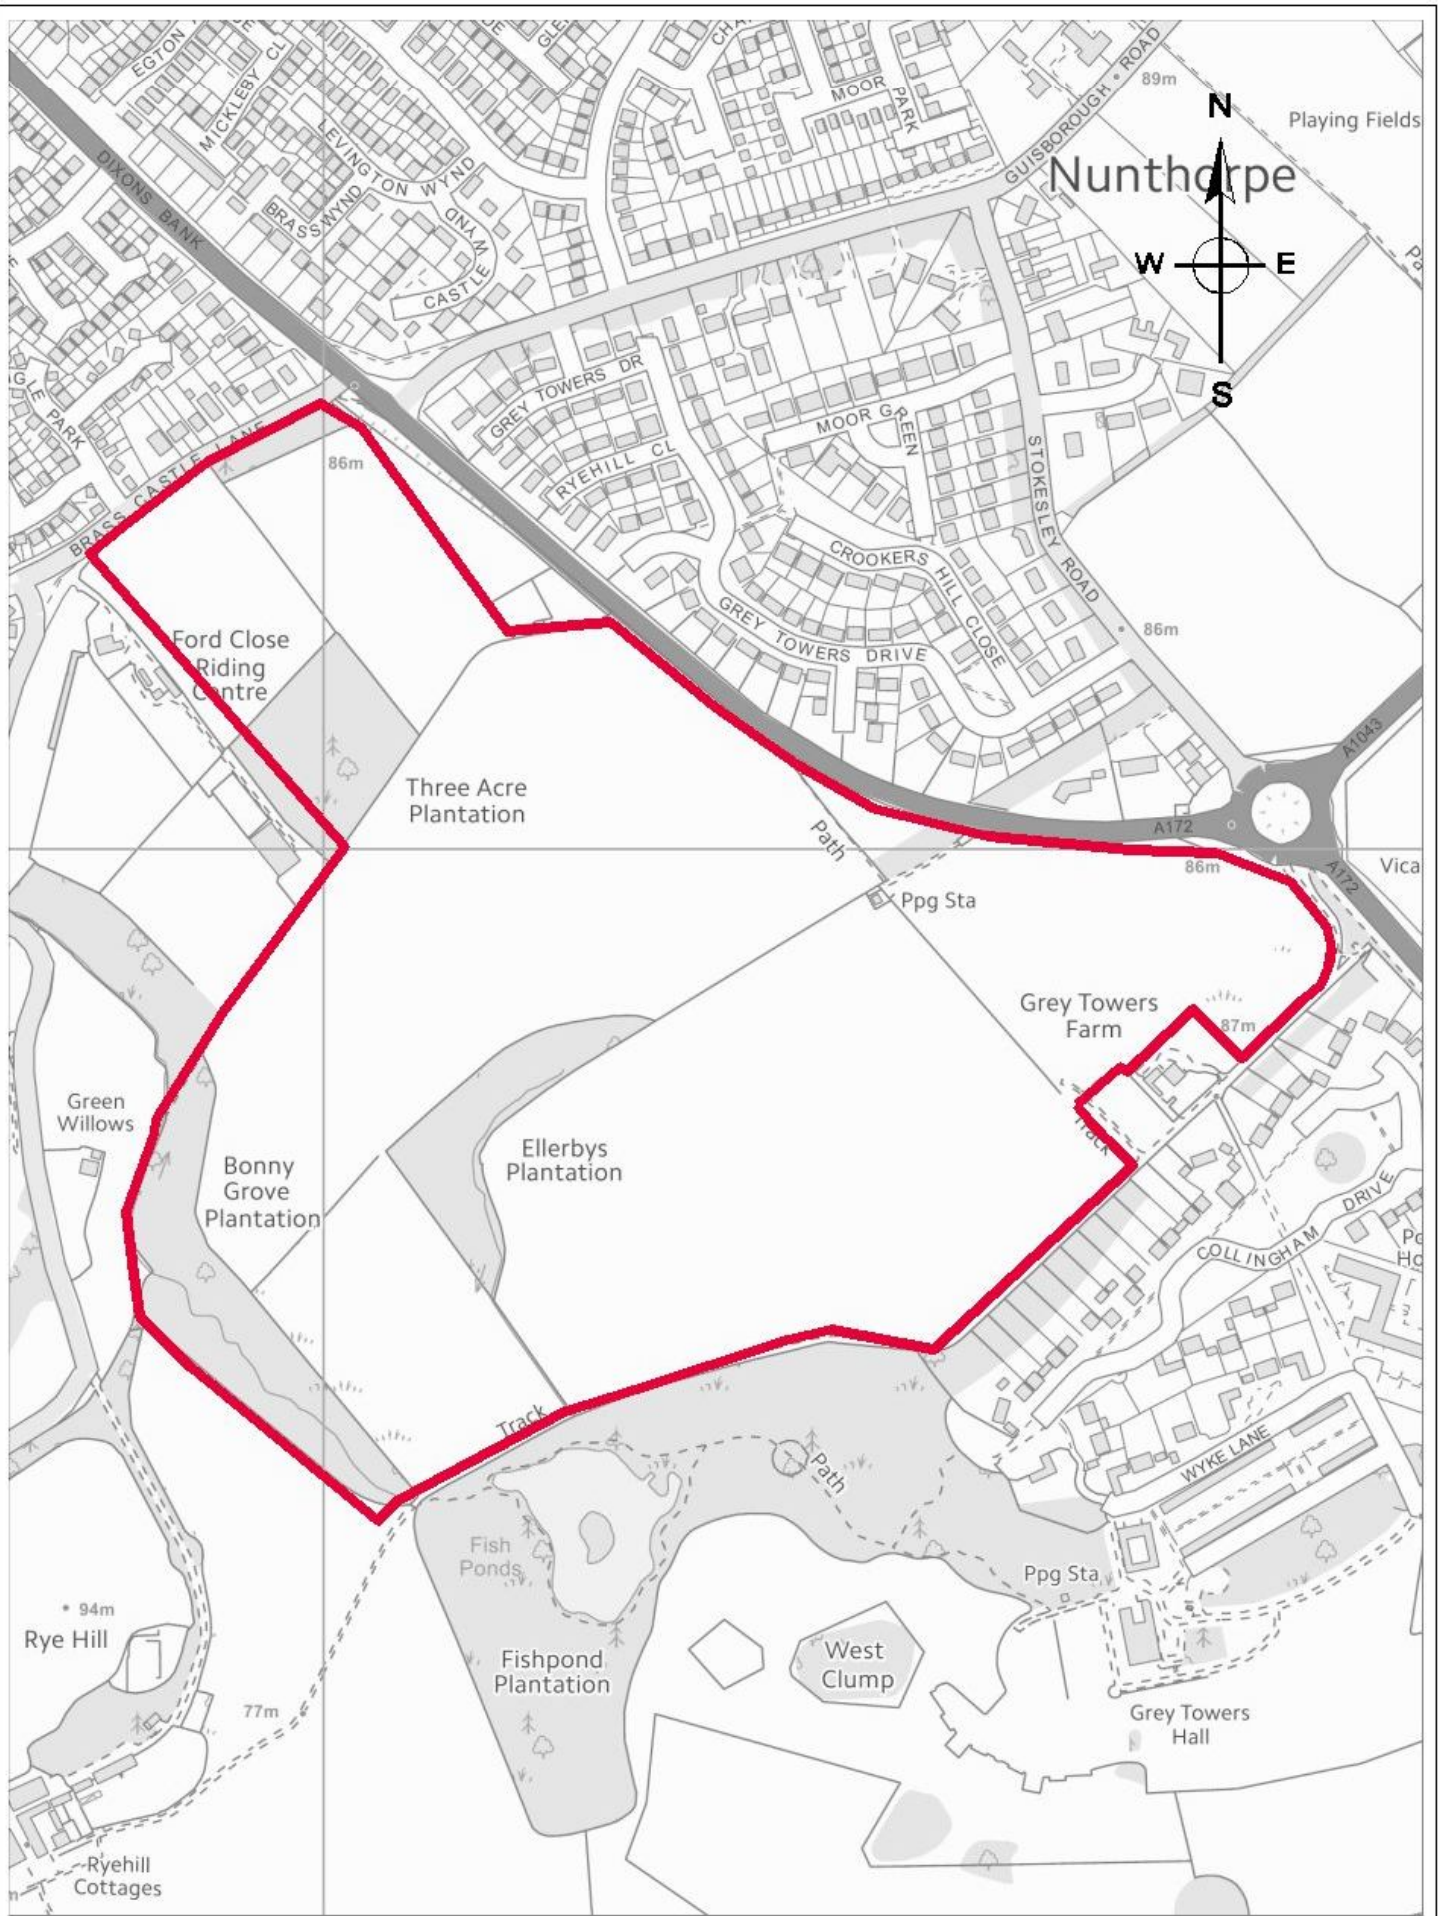 EGTON
MICKLEBY CL
MOOR
PARK
GUISBOROUGH
ROAD
89m
N
Playing Fields
Nunthorpe
LEVINGTON WYND
DIXONS BANK
BRASS WYND
CASTLE
WYND
W
E
S
GREY TOWERS DR
RYEHILL CL
MOOR GREEN
BRASS CASTLE LANE
86m
STOKESLEY ROAD
CROOKERS HILL CLOSE
GREY TOWERS DRIVE
86m
Ford Close
Riding
Centre
A1043
Three Acre
Plantation
Path
A172
86m
A172
Vica
Ppg Sta
Grey Towers
Farm
87m
Green
Willows
Track
Ellerbys
Plantation
Bonny
Grove
Plantation
COLLINGHAM DRIVE
Track
Path
WYKE LANE
Fish
Ponds
Ppg Sta
94m
Rye Hill
77m
Fishpond
Plantation
West
Clump
Grey Towers
Hall
Ryehill
Cottages